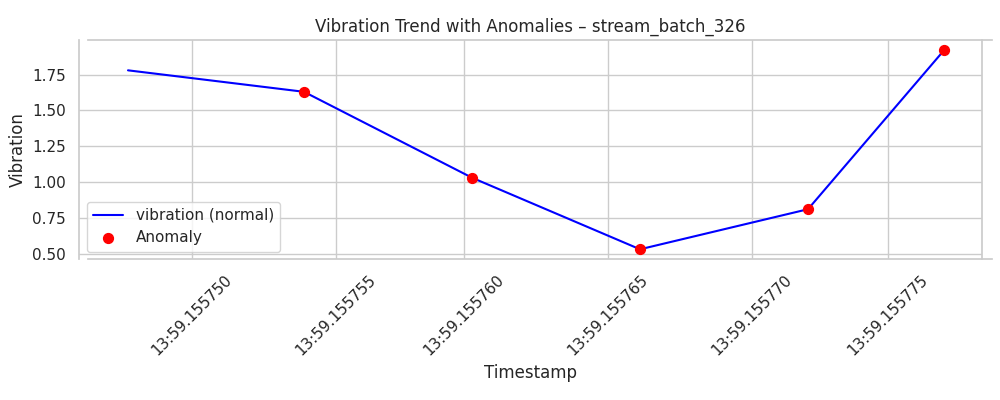 Vibration Trend with Anomalies – stream_batch_326
Vibration
1.75
1.50
1.25
1.00
0.75
0.50
vibration (normal)
Anomaly
13:59.155750
13:59.155755
13:59.155760
13:59.155765
13:59.155770
13:59.155775
Timestamp